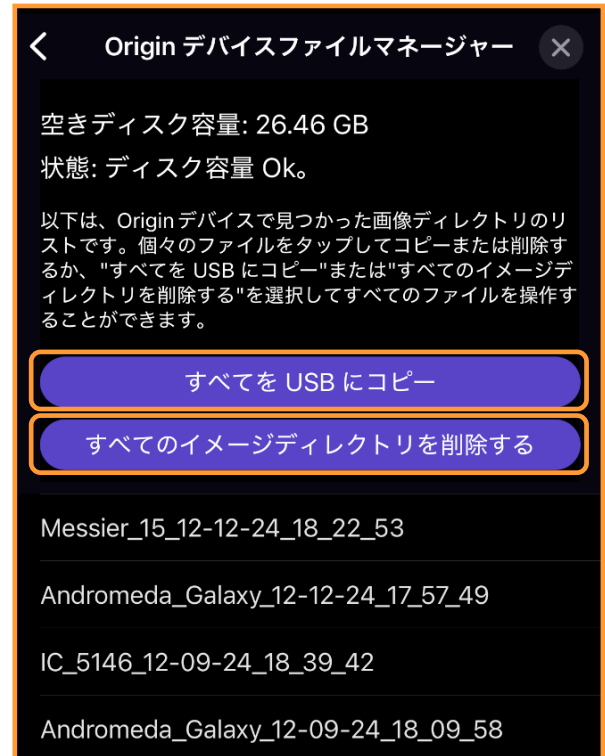 Origin デバイスファイルマネージャー
空きディスク容量: 26.46 GB
状態: ディスク容量 Ok。
以下は、Originデバイスで見つかった画像ディレクトリのリ
ストです。個々のファイルをタップしてコピーまたは削除す
るか、"すべてを USB にコピー"または"すべてのイメージデ
ィレクトリを削除する"を選択してすべてのファイルを操作す
ることができます。
すべてを USB にコピー
すべてのイメージディレクトリを削除する
Messier_15_12-12-24_18_22_53
Andromeda_Galaxy_12-12-24_17_57_49
IC_5146_12-09-24_18_39_42
Andromeda_Galaxy_12-09-24_18_09_58